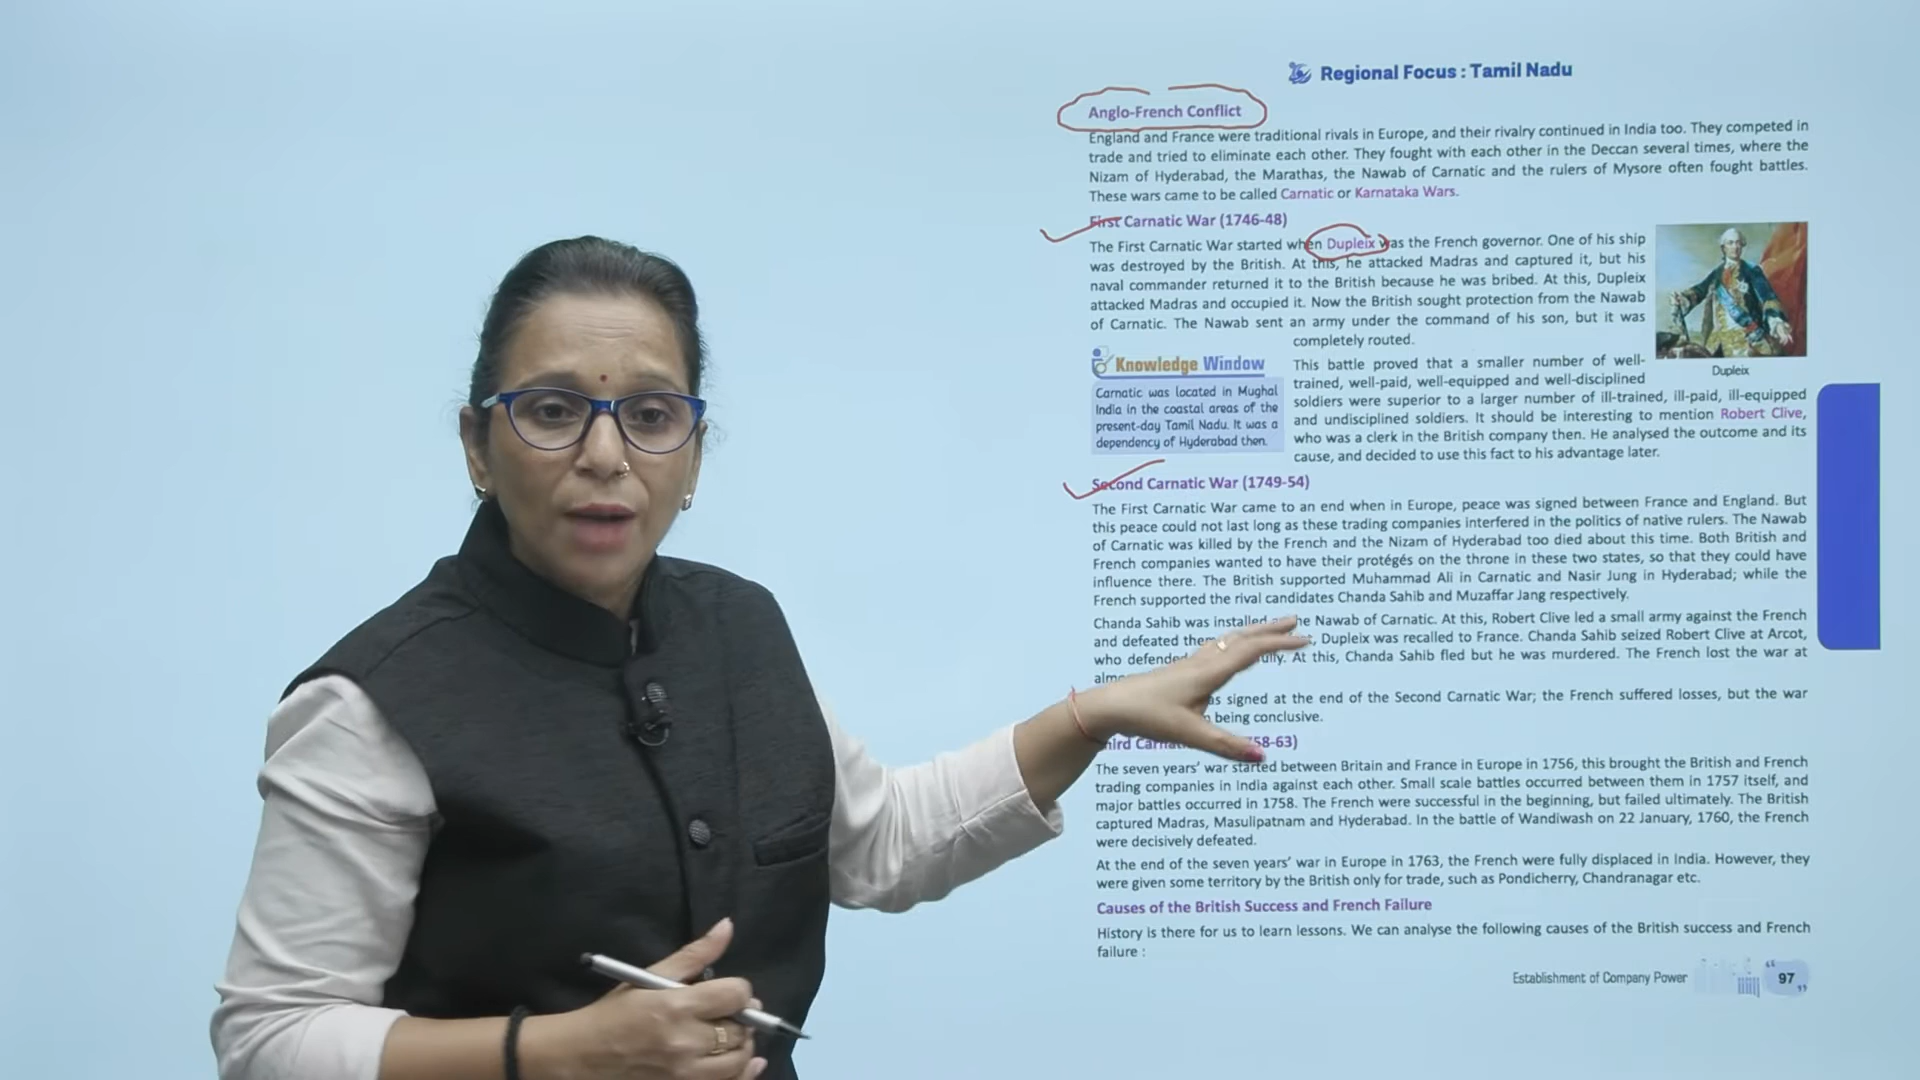 Regional Focus : Tamil Nadu
Anglo-French Conflict
England and France were traditional rivals in Europe, and their rivalry continued in India too. They competed in
trade and tried to eliminate each other. They fought with each other in the Deccan several times, where the
Nizam of Hyderabad, the Marathas, the Nawab of Carnatic and the rulers of Mysore often fought battles.
These wars came to be called Carnatic or Karnataka Wars.
First Carnatic War (1746-48)
The First Carnatic War started when Dupleix was the French governor. One of his ship
was destroyed by the British. At this, he attacked Madras and captured it, but his
naval commander returned it to the British because he was bribed. At this, Dupleix
attacked Madras and occupied it. Now the British sought protection from the Nawab
of Carnatic. The Nawab sent an army under the command of his son, but it was
completely routed.
Dupleix
Knowledge Window
Carnatic was located in Mughal
India in the coastal areas of the
present-day Tamil Nadu. It was a
dependency of Hyderabad then.
This battle proved that a smaller number of well-
trained, well-paid, well-equipped and well-disciplined
soldiers were superior to a larger number of ill-trained, ill-paid, ill-equipped
and undisciplined soldiers. It should be interesting to mention Robert Clive,
who was a clerk in the British company then. He analysed the outcome and its
cause, and decided to use this fact to his advantage later.
Second Carnatic War (1749-54)
The First Carnatic War came to an end when in Europe, peace was signed between France and England. But
this peace could not last long as these trading companies interfered in the politics of native rulers. The Nawab
of Carnatic was killed by the French and the Nizam of Hyderabad too died about this time. Both British and
French companies wanted to have their protégés on the throne in these two states, so that they could have
influence there. The British supported Muhammad Ali in Carnatic and Nasir Jung in Hyderabad; while the
French supported the rival candidates Chanda Sahib and Muzaffar Jang respectively.
Chanda Sahib was installed Nawab of Carnatic. At this, Robert Clive led a small army against the French
and defeated Dupleix was recalled to France. Chanda Sahib seized Robert Clive at Arcot,
who defended At this, Chanda Sahib fled but he was murdered. The French lost the war at
signed at the end of the Second Carnatic War; the French suffered losses, but the war
being conclusive.
58-63)
The seven years' war started between Britain and France in Europe in 1756, this brought the British and French
trading companies in India against each other. Small scale battles occurred between them in 1757 itself, and
major battles occurred in 1758. The French were successful in the beginning, but failed ultimately. The British
captured Madras, Masulipatnam and Hyderabad. In the battle of Wandiwash on 22 January, 1760, the French
were decisively defeated.
At the end of the seven years' war in Europe in 1763, the French were fully displaced in India. However, they
were given some territory by the British only for trade, such as Pondicherry, Chandranagar etc.
Causes of the British Success and French Failure
History is there for us to learn lessons. We can analyse the following causes of the British success and French
failure :
Establishment of Company Power
97